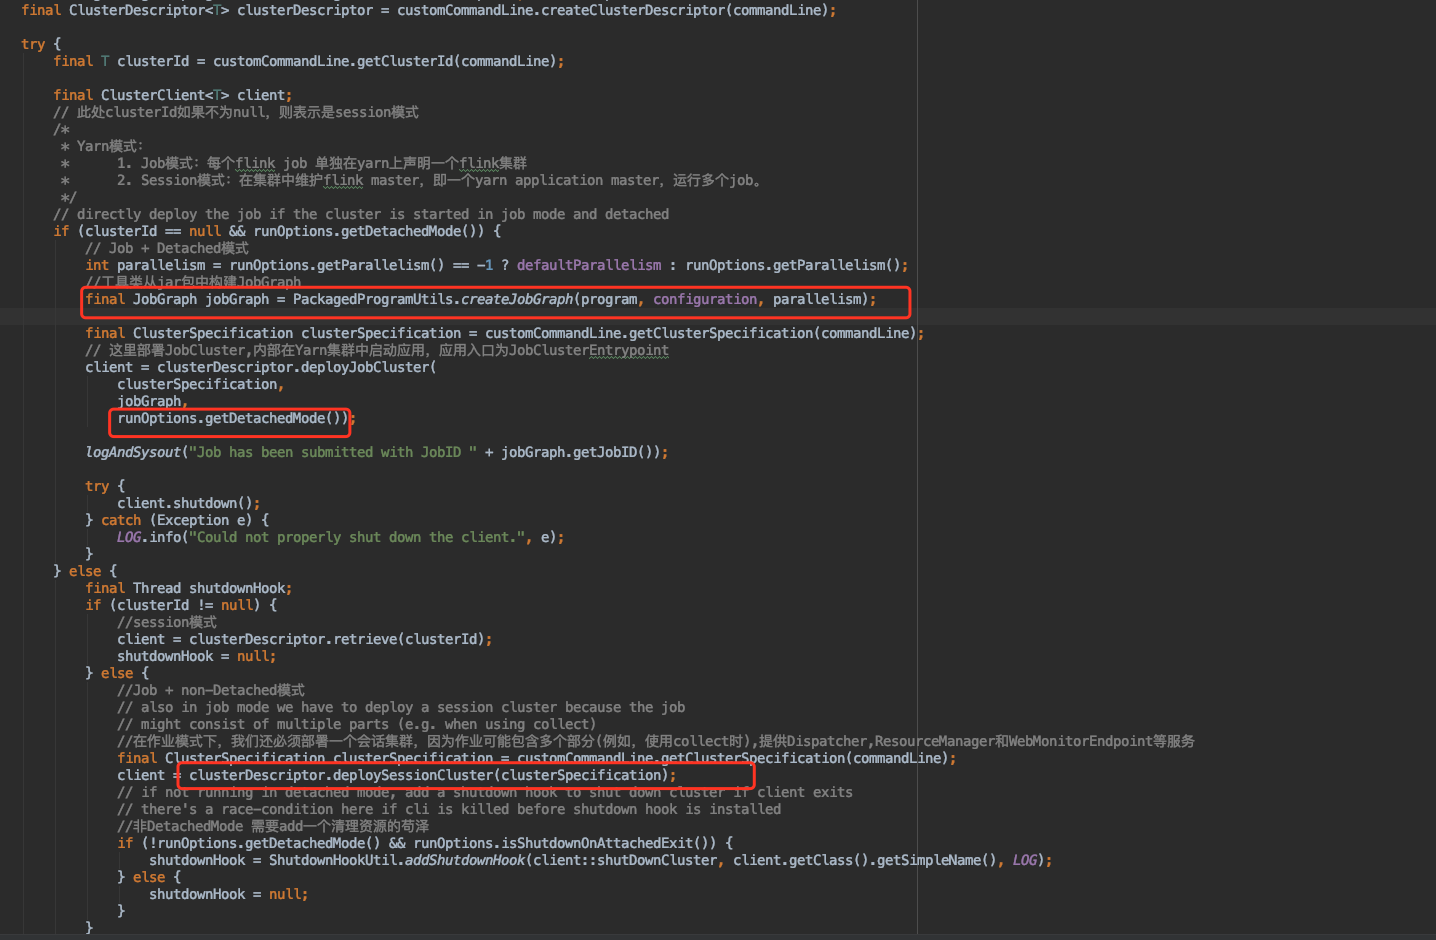 final ClusterDescriptor<T> clusterDescriptor = customCommandLine.createClusterDescriptor(commandLine);
try {
final T clusterId = customCommandLine.getClusterId(commandLine);
final ClusterClient<T> client;
// 此处clusterId如果不为null, 则表示是session模式
/*
* Yarn模式:
* 1. Job模式: 每个flink job 单独在yarn上声明一个flink集群
* 2. Session模式: 在集群中维护flink master, 即一个yarn application master, 运行多个job。
*/
// directly deploy the job if the cluster is started in job mode and detached
if (clusterId == null && runOptions.getDetachedMode()) {
// Job + Detached模式
int parallelism = runOptions.getParallelism() == -1 ? defaultParallelism : runOptions.getParallelism();
//工具类从jar包中构建JobGraph
final JobGraph jobGraph = PackagedProgramUtils.createJobGraph(program, configuration, parallelism);
final ClusterSpecification clusterSpecification = customCommandLine.getClusterSpecification(commandLine);
// 这里部署JobCluster,内部在Yarn集群中启动应用, 应用入口为JobClusterEntrypoint
client = clusterDescriptor.deployJobCluster(
clusterSpecification,
jobGraph,
runOptions.getDetachedMode());
logAndSysout("Job has been submitted with JobID " + jobGraph.getJobID());
try {
client.shutdown();
} catch (Exception e) {
LOG.info("Could not properly shut down the client.", e);
}
} else {
final Thread shutdownHook;
if (clusterId != null) {
//session模式
client = clusterDescriptor.retrieve(clusterId);
shutdownHook = null;
} else {
//Job + non-Detached模式
// also in job mode we have to deploy a session cluster because the job
// might consist of multiple parts (e.g. when using collect)
//在作业模式下, 我们还必须部署一个会话集群, 因为作业可能包含多个部分(例如, 使用collect时),提供Dispatcher,ResourceManager和WebMonitorEndpoint等服务
final ClusterSpecification clusterSpecification = customCommandLine.getClusterSpecification(commandLine);
client = clusterDescriptor.deploySessionCluster(clusterSpecification);
// if not running in detached mode, add a shutdown hook to shut down cluster if client exits
// there's a race-condition here if cli is killed before shutdown hook is installed
//非DetachedMode 需要add一个清理资源的苟泽
if (!runOptions.getDetachedMode() && runOptions.isShutdownOnAttachedExit()) {
shutdownHook = ShutdownHookUtil.addShutdownHook(client::shutDownCluster, client.getClass().getSimpleName(), LOG);
} else {
shutdownHook = null;
}
}